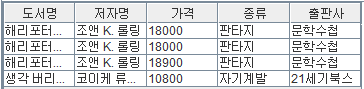 도서명 저자명 가격 종류 출판사
해리포터... 조앤 K. 롤링 18000 판타지 문학수첩
해리포터... 조앤 K. 롤링 18000 판타지 문학수첩
해리포터... 조앤 K. 롤링 18900 판타지 문학수첩
생각 버리... 코이케 류... 10800 자기계발 21세기북스